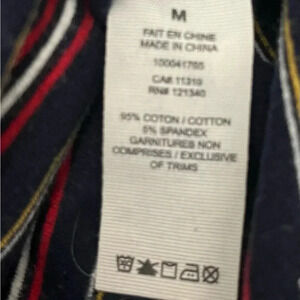 M
FAIT EN CHINE
MADE IN CHINA
100041765
CA# 11310
RN# 121340
95% COTON / COTTON
5% SPANDEX
GARNITURES NON
COMPRISES / EXCLUSIVE
OF TRIMS